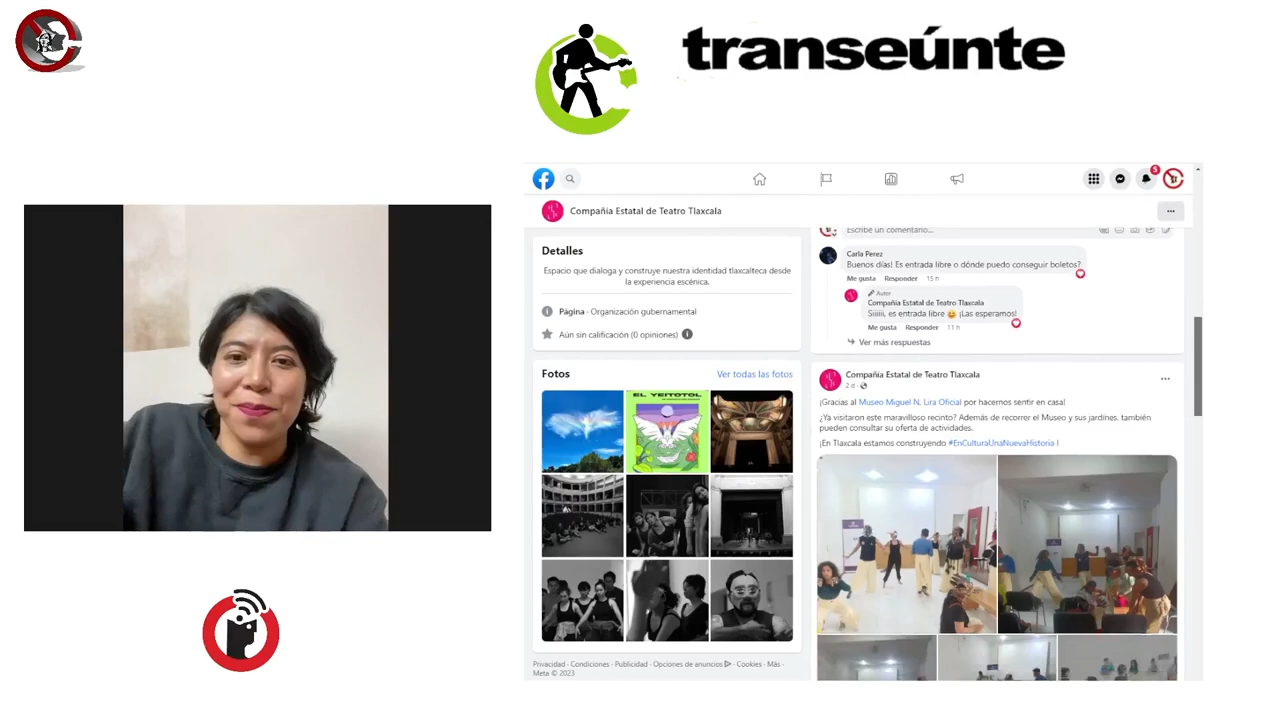 transeúnte
5
Compañía Estatal de Teatro Tlaxcala
Detalles
Espacio que dialoga y construye nuestra identidad tlaxcalteca desde
la experiencia escénica.
Página · Organización gubernamental
Aún sin calificación (0 opiniones)
Fotos
Ver todas las fotos
EL YEITOTOL
Privacidad · Condiciones · Publicidad · Opciones de anuncios · Cookies · Más ·
Meta © 2023
Escribe un comentario...
Carla Perez
Buenos días! Es entrada libre o dónde puedo conseguir boletos?
Me gusta Responder 15 h
Autor
Compañía Estatal de Teatro Tlaxcala
Siiiiii, es entrada libre 😄 ¡Las esperamos!
Me gusta Responder 11 h
Ver más respuestas
Compañía Estatal de Teatro Tlaxcala
2 d ·
¡Gracias al Museo Miguel N. Lira Oficial por hacernos sentir en casa!
¿Ya visitaron este maravilloso recinto? Además de recorrer el Museo y sus jardines, también
pueden consultar su oferta de actividades.
¡En Tlaxcala estamos construyendo #EnCulturaUnaNuevaHistoria !